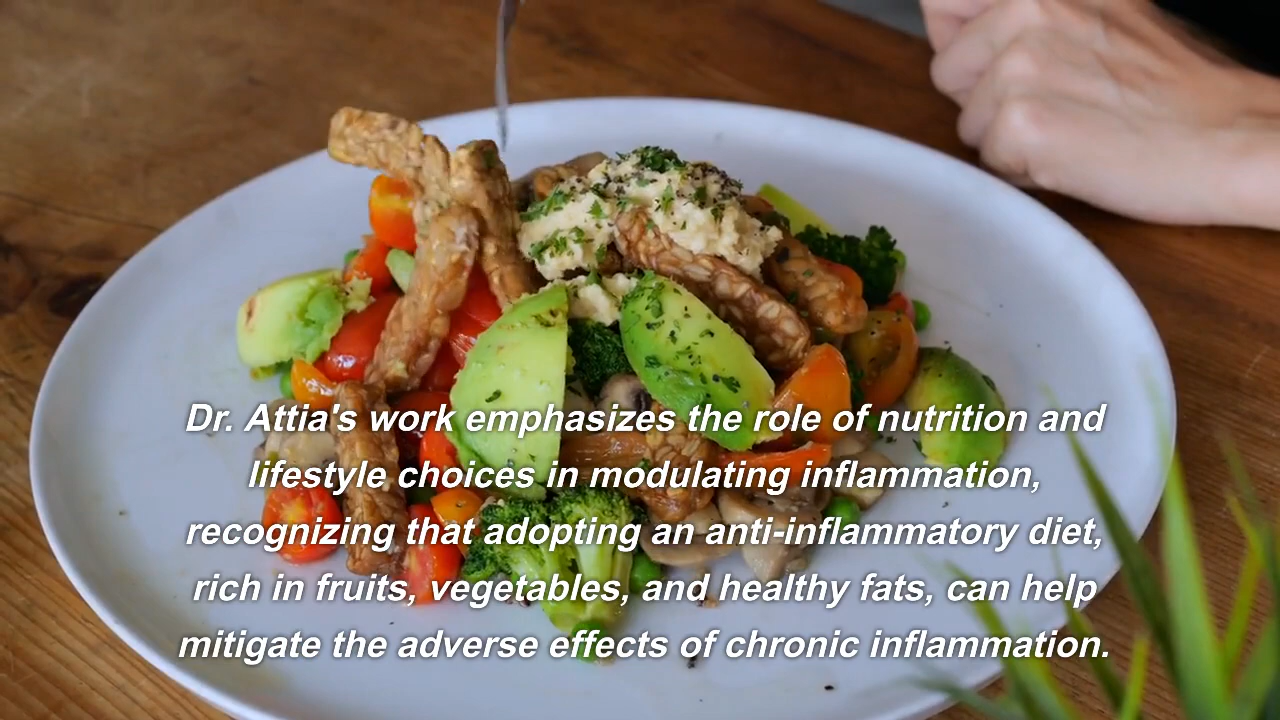 Dr. Attia's work emphasizes the role of nutrition and
lifestyle choices in modulating inflammation,
recognizing that adopting an anti-inflammatory diet,
rich in fruits, vegetables, and healthy fats, can help
mitigate the adverse effects of chronic inflammation.